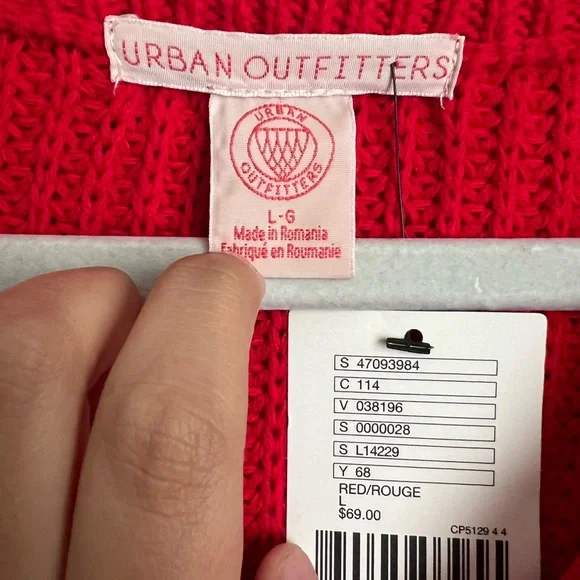 URBAN OUTFITTERS
URBAN
OUTFITTERS
L-G
Made in Romania
Fabriqué en Roumanie
S 47093984
C 114
V 038196
S 0000028
S L14229
Y 68
RED/ROUGE
L
$69.00
CP5129 4 4